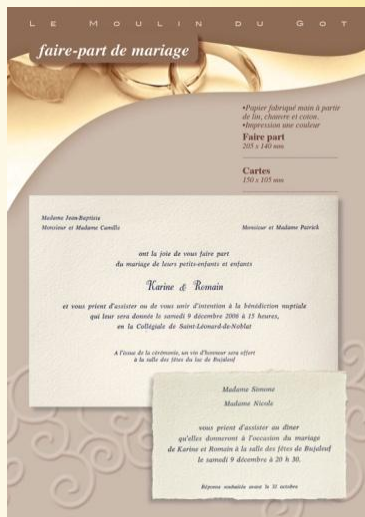 LE MOULIN DU GOT
faire-part de mariage
•Papier fabriqué main à partir
de lin, chanvre et coton.
•Impression une couleur
Faire part
205 x 140 mm
Cartes
150 x 105 mm
Madame Jean-Baptiste
Monsieur et Madame Camille
Monsieur et Madame Patrick
ont la joie de vous faire part
du mariage de leurs petits-enfants et enfants
Karine & Romain
et vous prient d'assister ou de vous unir d'intention à la bénédiction nuptiale
qui leur sera donnée le samedi 9 décembre 2006 à 15 heures,
en la Collégiale de Saint-Léonard-de-Noblat
A l'issue de la cérémonie, un vin d'honneur sera offert
à la salle des fêtes du lac de Bujaleuf
Madame Simone
Madame Nicole
vous prient d'assister au dîner
qu'elles donneront à l'occasion du mariage
de Karine et Romain à la salle des fêtes de Bujaleuf
le samedi 9 décembre à 20 h 30.
Réponse souhaitée avant le 31 octobre